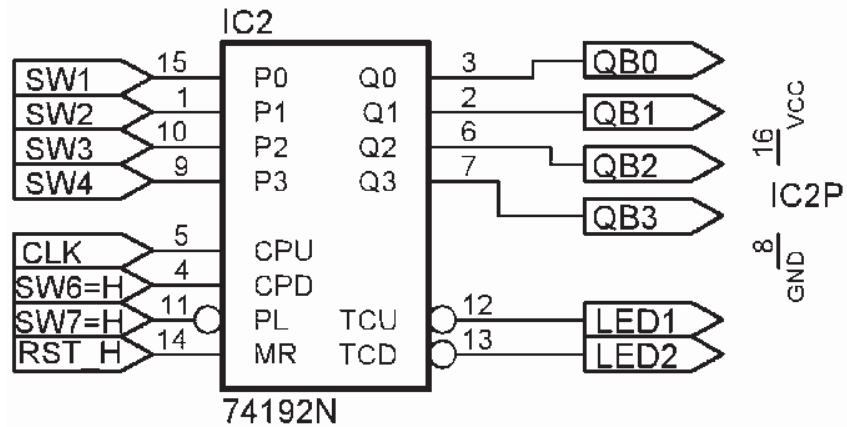 IC2
SW1 15 P0 Q0 3 QB0
SW2 1 P1 Q1 2 QB1
SW3 10 P2 Q2 6 QB2
SW4 9 P3 Q3 7 QB3
CLK 5 CPU
SW6=H 4 CPD
SW7=H 11 PL TCU 12 LED1
RST_H 14 MR TCD 13 LED2
74192N
16 VCC
IC2P
8 GND